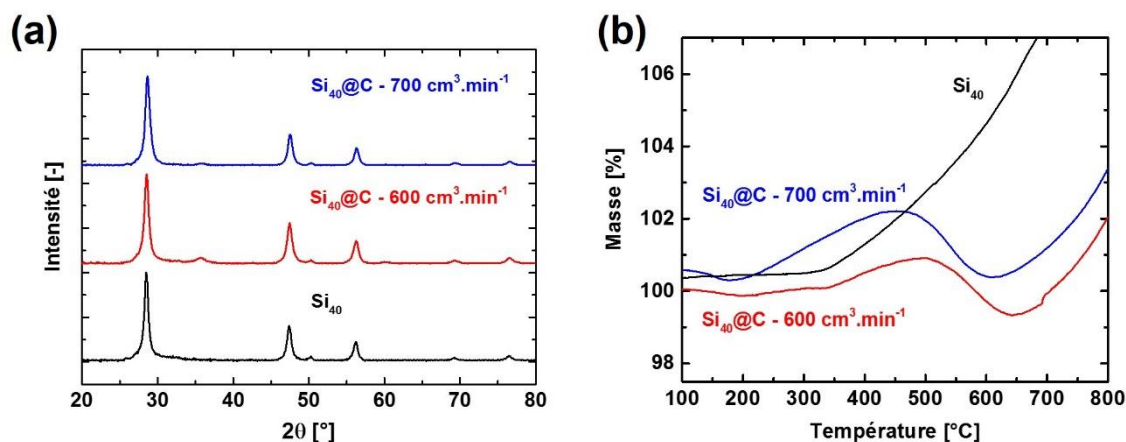 (a)
Intensité [-]
Si₄₀@C - 700 cm³.min⁻¹
Si₄₀@C - 600 cm³.min⁻¹
Si₄₀
20 30 40 50 60 70 80
2θ [°]
(b)
Masse [%]
106
104
102
100
98
Si₄₀
Si₄₀@C - 700 cm³.min⁻¹
Si₄₀@C - 600 cm³.min⁻¹
100 200 300 400 500 600 700 800
Température [°C]